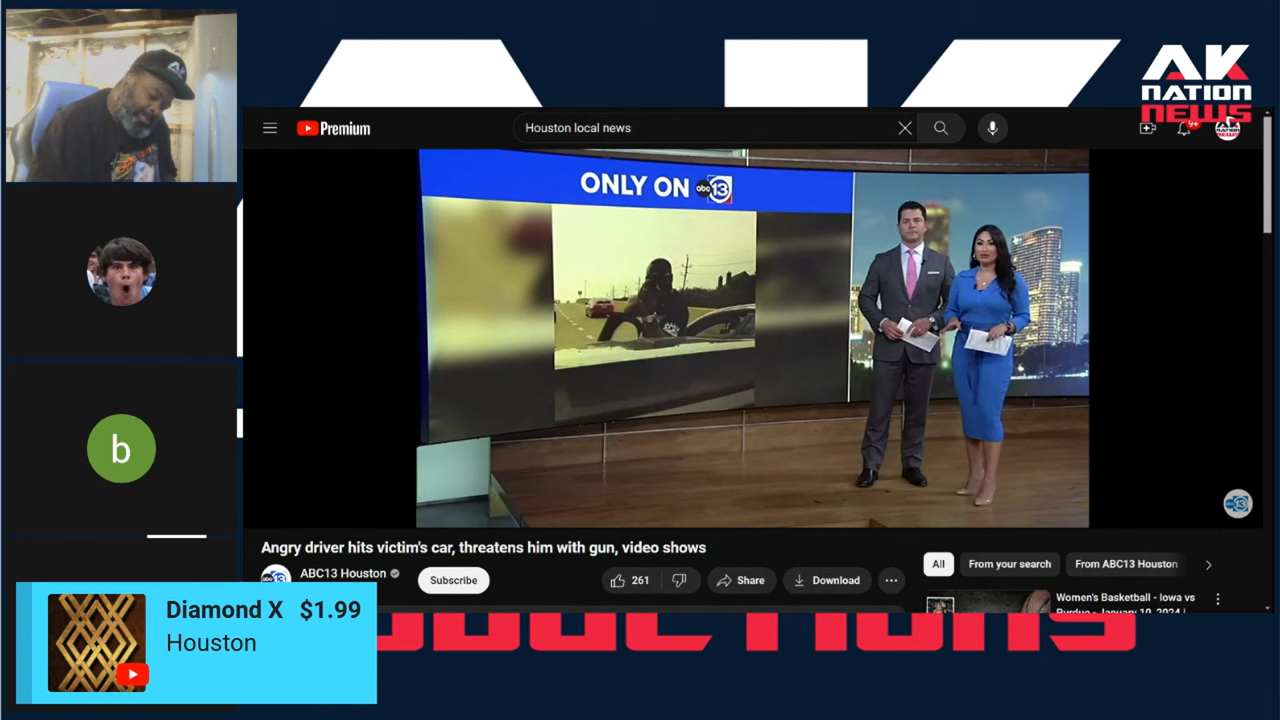 AK
NATION
NEWS
Premium
Houston local news
9+
ONLY ON abc 13
b
Angry driver hits victim's car, threatens him with gun, video shows
ABC13 Houston
Subscribe
261
Share
Download
All
From your search
From ABC13 Houston
Women's Basketball - Iowa vs
Purdue - January 10, 2024 |
Diamond X $1.99
Houston